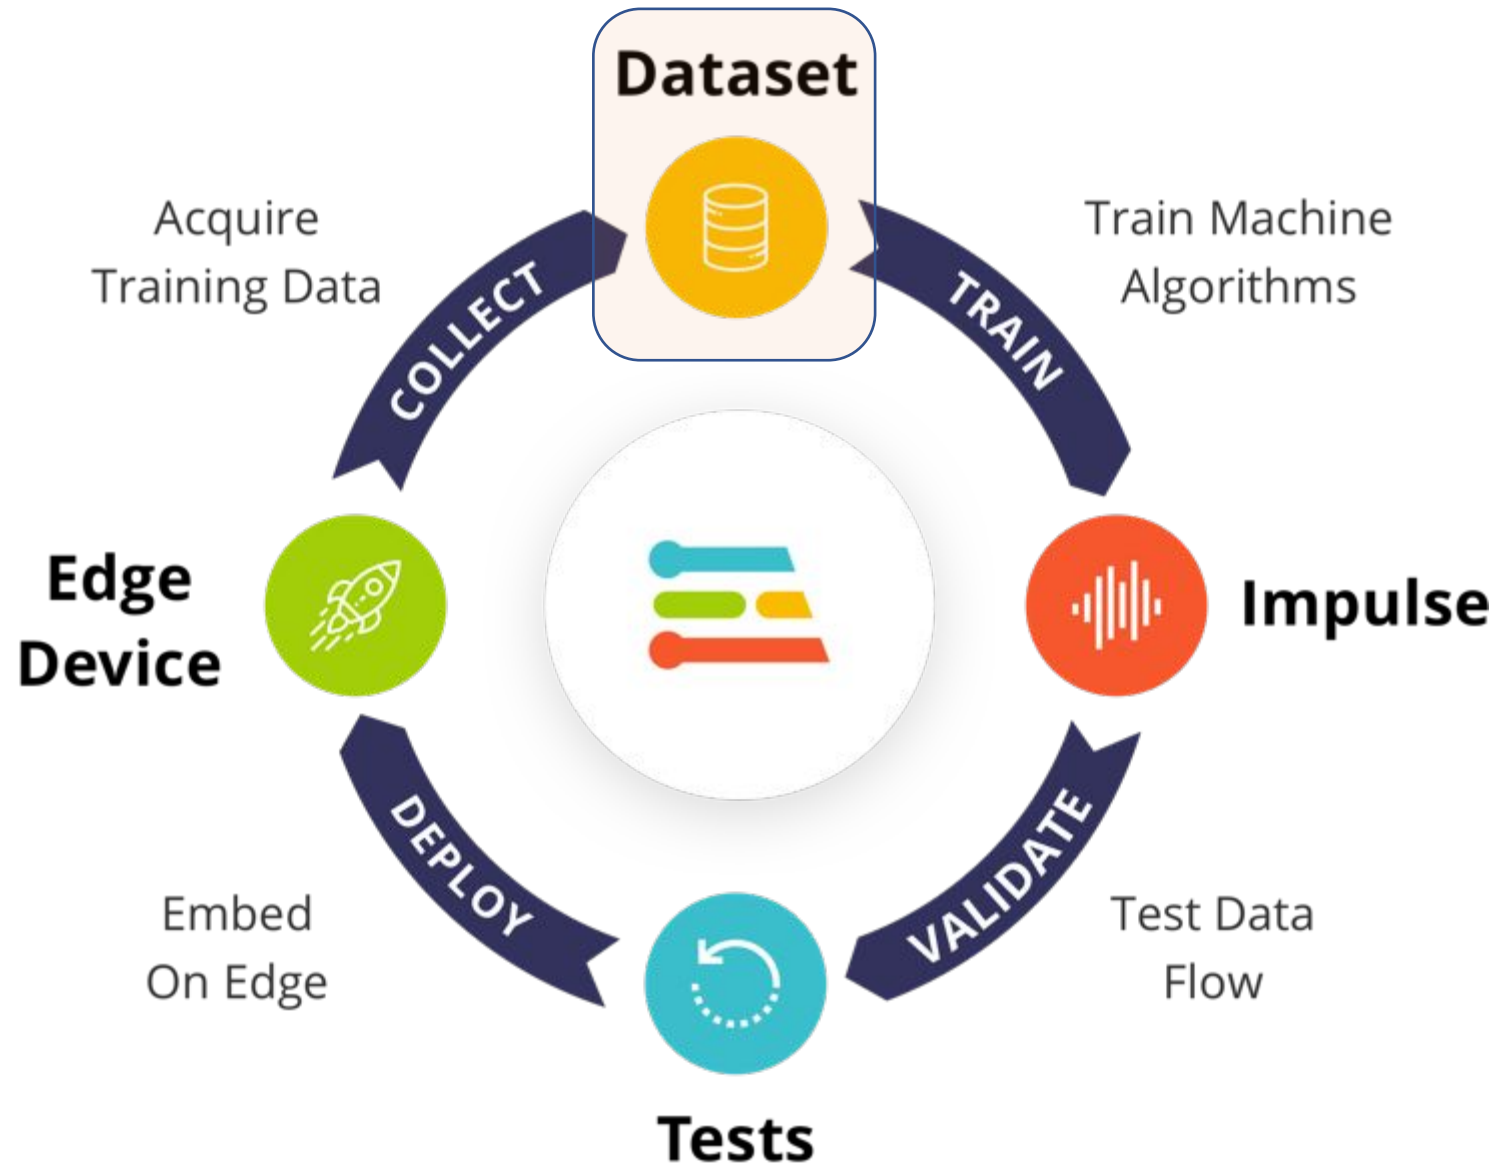 Dataset
Acquire
Training Data
COLLECT
TRAIN
Train Machine
Algorithms
Edge
Device
Impulse
DEPLOY
VALIDATE
Embed
On Edge
Test Data
Flow
Tests